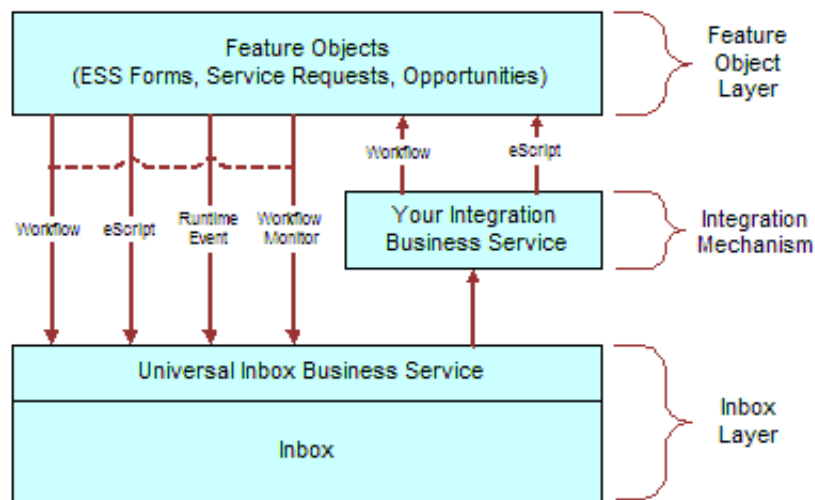 Feature Objects
(ESS Forms, Service Requests, Opportunities)
Feature
Object
Layer
Workflow
eScript
Workflow
eScript
Runtime
Event
Workflow
Monitor
Your Integration
Business Service
Integration
Mechanism
Universal Inbox Business Service
Inbox
Inbox
Layer